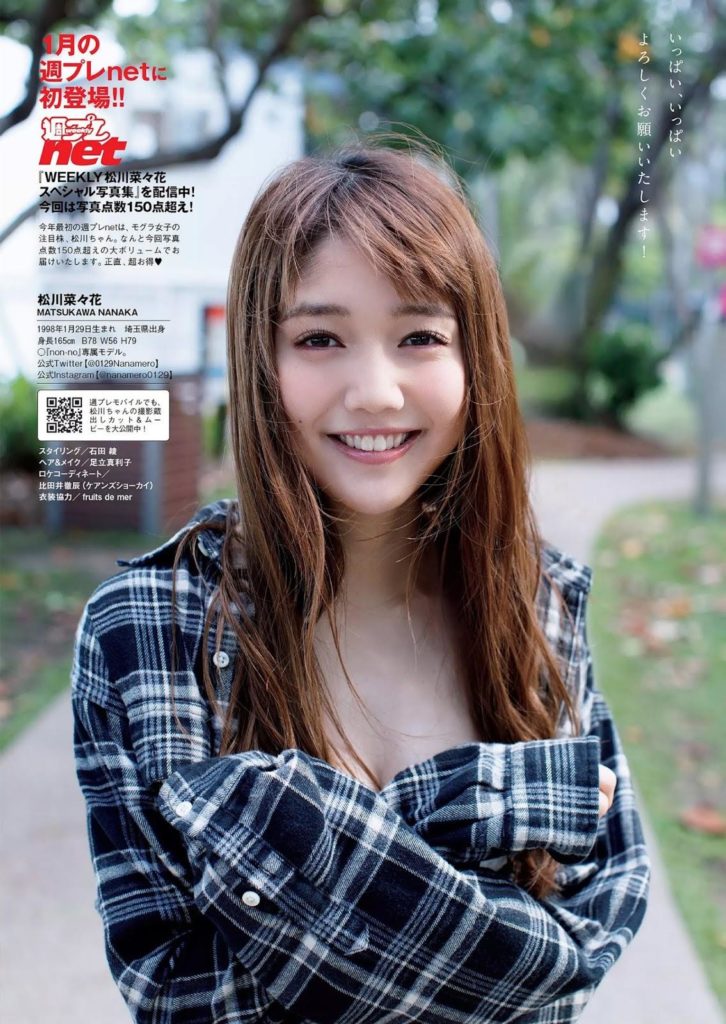 1月の
週プレnetに
初登場!!
週プレ
weekly
net
『WEEKLY松川菜々花
スペシャル写真集』を配信中!
今回は写真点数150点超え!
今年最初の週プレnetは、モグラ女子の
注目株、松川ちゃん。なんと今回写真
点数150点超えの大ボリュームでお
届けいたします。正直、超お得♥
松川菜々花
MATSUKAWA NANAKA
1998年1月29日生まれ 埼玉県出身
身長165㎝ B78 W56 H79
○『non-no』専属モデル。
公式Twitter【@0129Nanamero】
公式Instagram【@nanamero0129】
週プレモバイルでも、
松川ちゃんの撮影蔵
出しカット&ムー
ビーを大公開中!
スタイリング/石田 綾
ヘア&メイク/足立真利子
ロケコーディネート/
比田井徹辰(ケアンズショーカイ)
衣装協力/fruits de mer
いっぱい、いっぱい
よろしくお願いいたします!